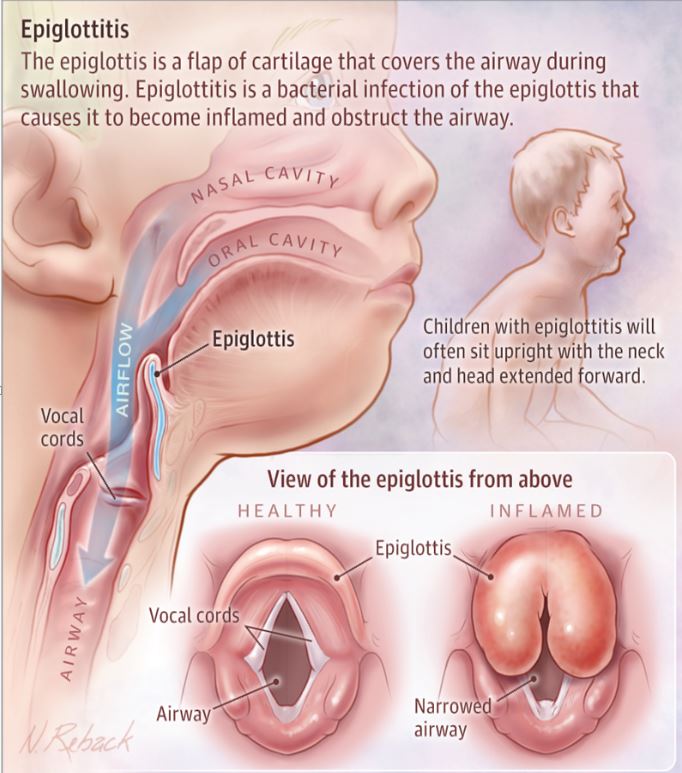 Epiglottitis
The epiglottis is a flap of cartilage that covers the airway during
swallowing. Epiglottitis is a bacterial infection of the epiglottis that
causes it to become inflamed and obstruct the airway.
NASAL CAVITY
ORAL CAVITY
Epiglottis
AIRFLOW
Vocal
cords
AIRWAY
Children with epiglottitis will
often sit upright with the neck
and head extended forward.
View of the epiglottis from above
HEALTHY
INFLAMED
Epiglottis
Vocal cords
Airway
Narrowed
airway
N. Reback